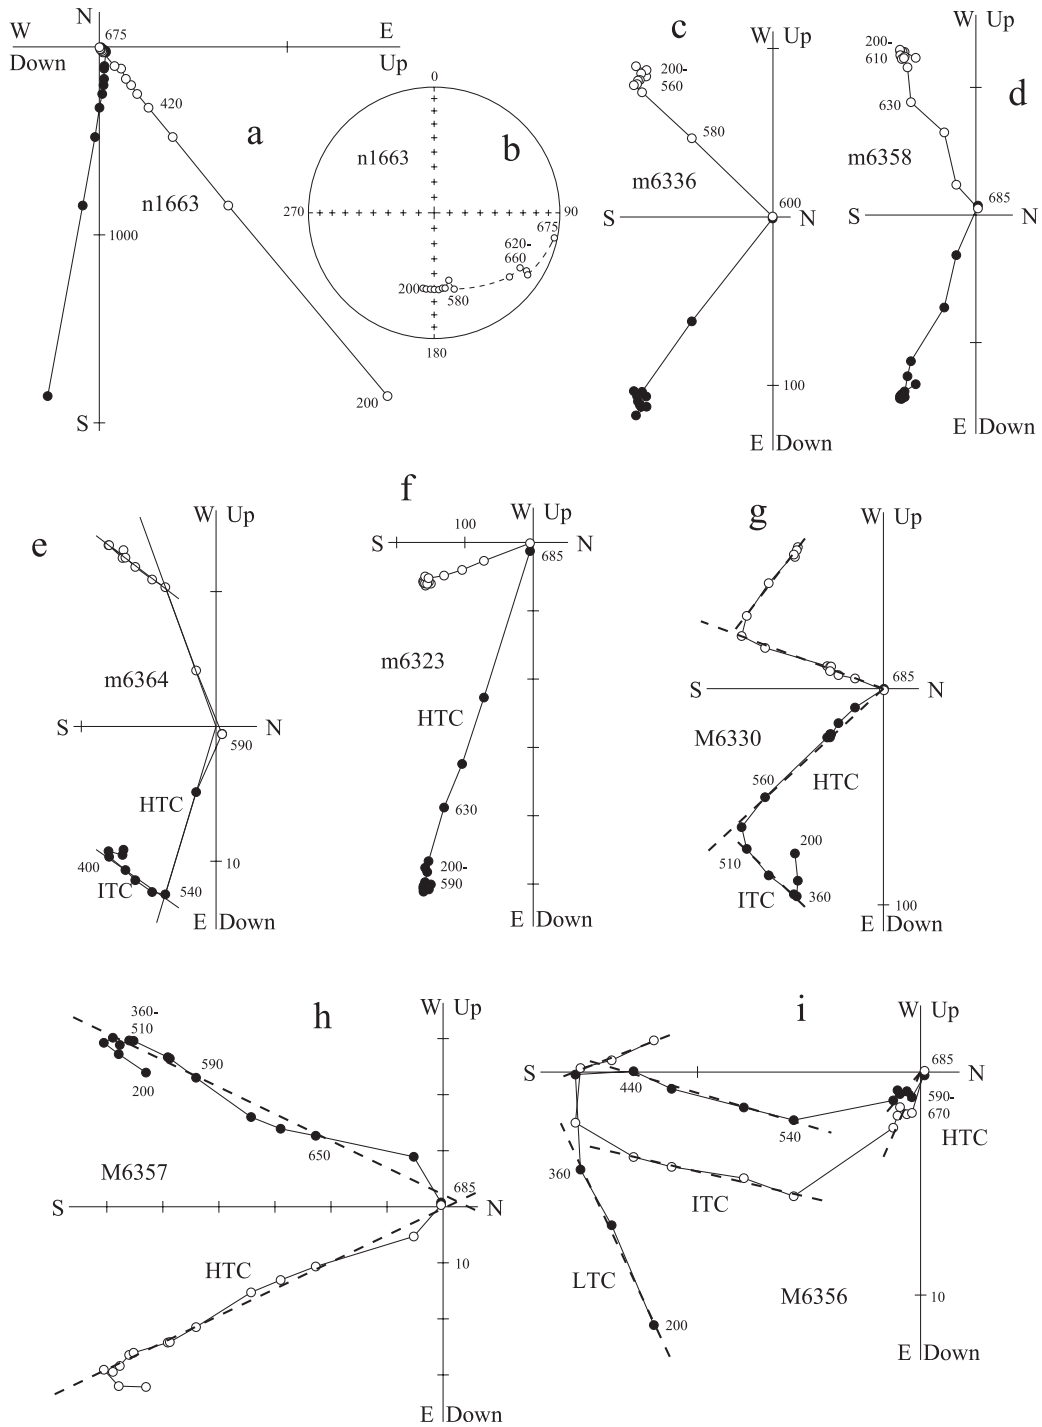 N
W
675
E
Down
Up
420
a
n1663
1000
200
S
0
n1663
b
270
90
675
620-
660
200
580
180
W Up
c
200-
560
580
m6336
600
S
N
100
E Down
W Up
200-
610
d
630
m6358
685
S
N
E Down
W Up
e
m6364
S
N
590
HTC
10
400
ITC
540
E Down
f
100
S
N
685
m6323
HTC
630
200-
590
W Up
g
685
S
N
M6330
HTC
560
200
510
ITC
360
100
E Down
W Up
h
360-
510
590
200
M6357
650
685
S
N
HTC
10
E Down
W Up
i
685
S
N
440
590-
670
540
HTC
360
ITC
LTC
M6356
10
200
E Down